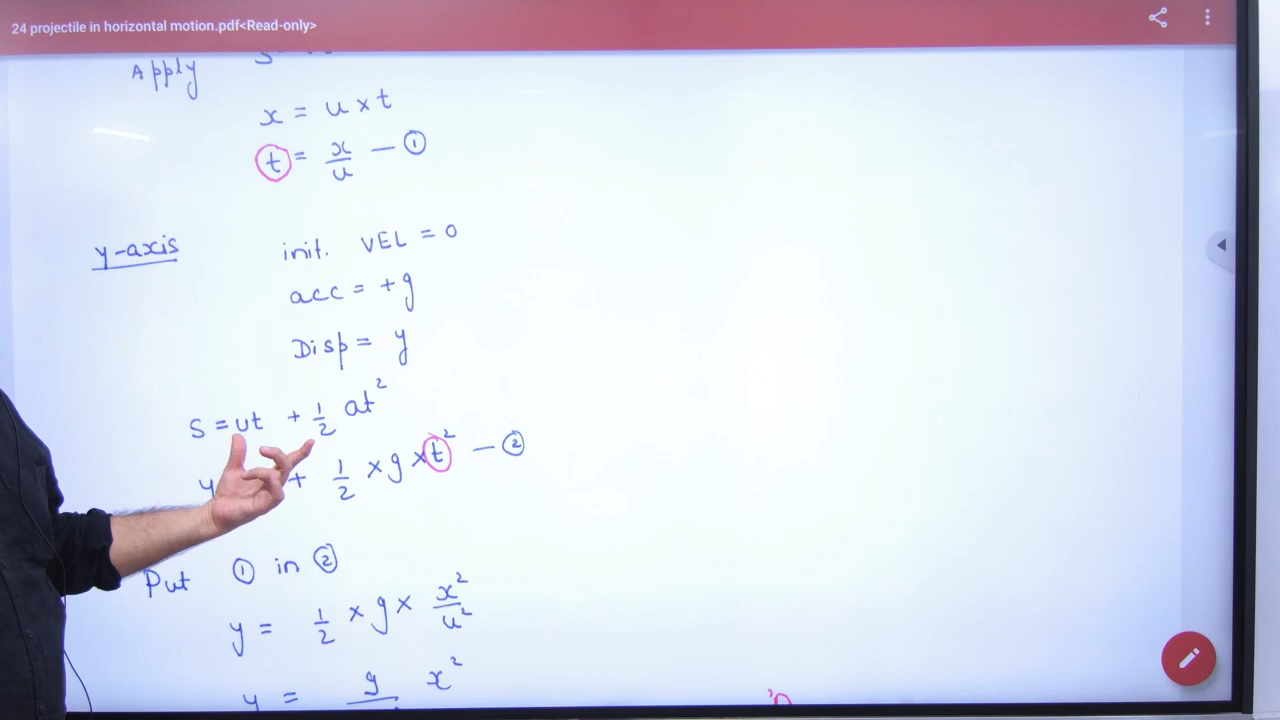 24 projectile in horizontal motion.pdf<Read-only>
Apply
x = u × t
t = x/u — ①
y-axis init. VEL = 0
acc = +g
Disp = y
S = ut + 1/2 at²
y + 1/2 × g × t² — ②
Put ① in ②
y = 1/2 × g × x²/u²
y = g x²